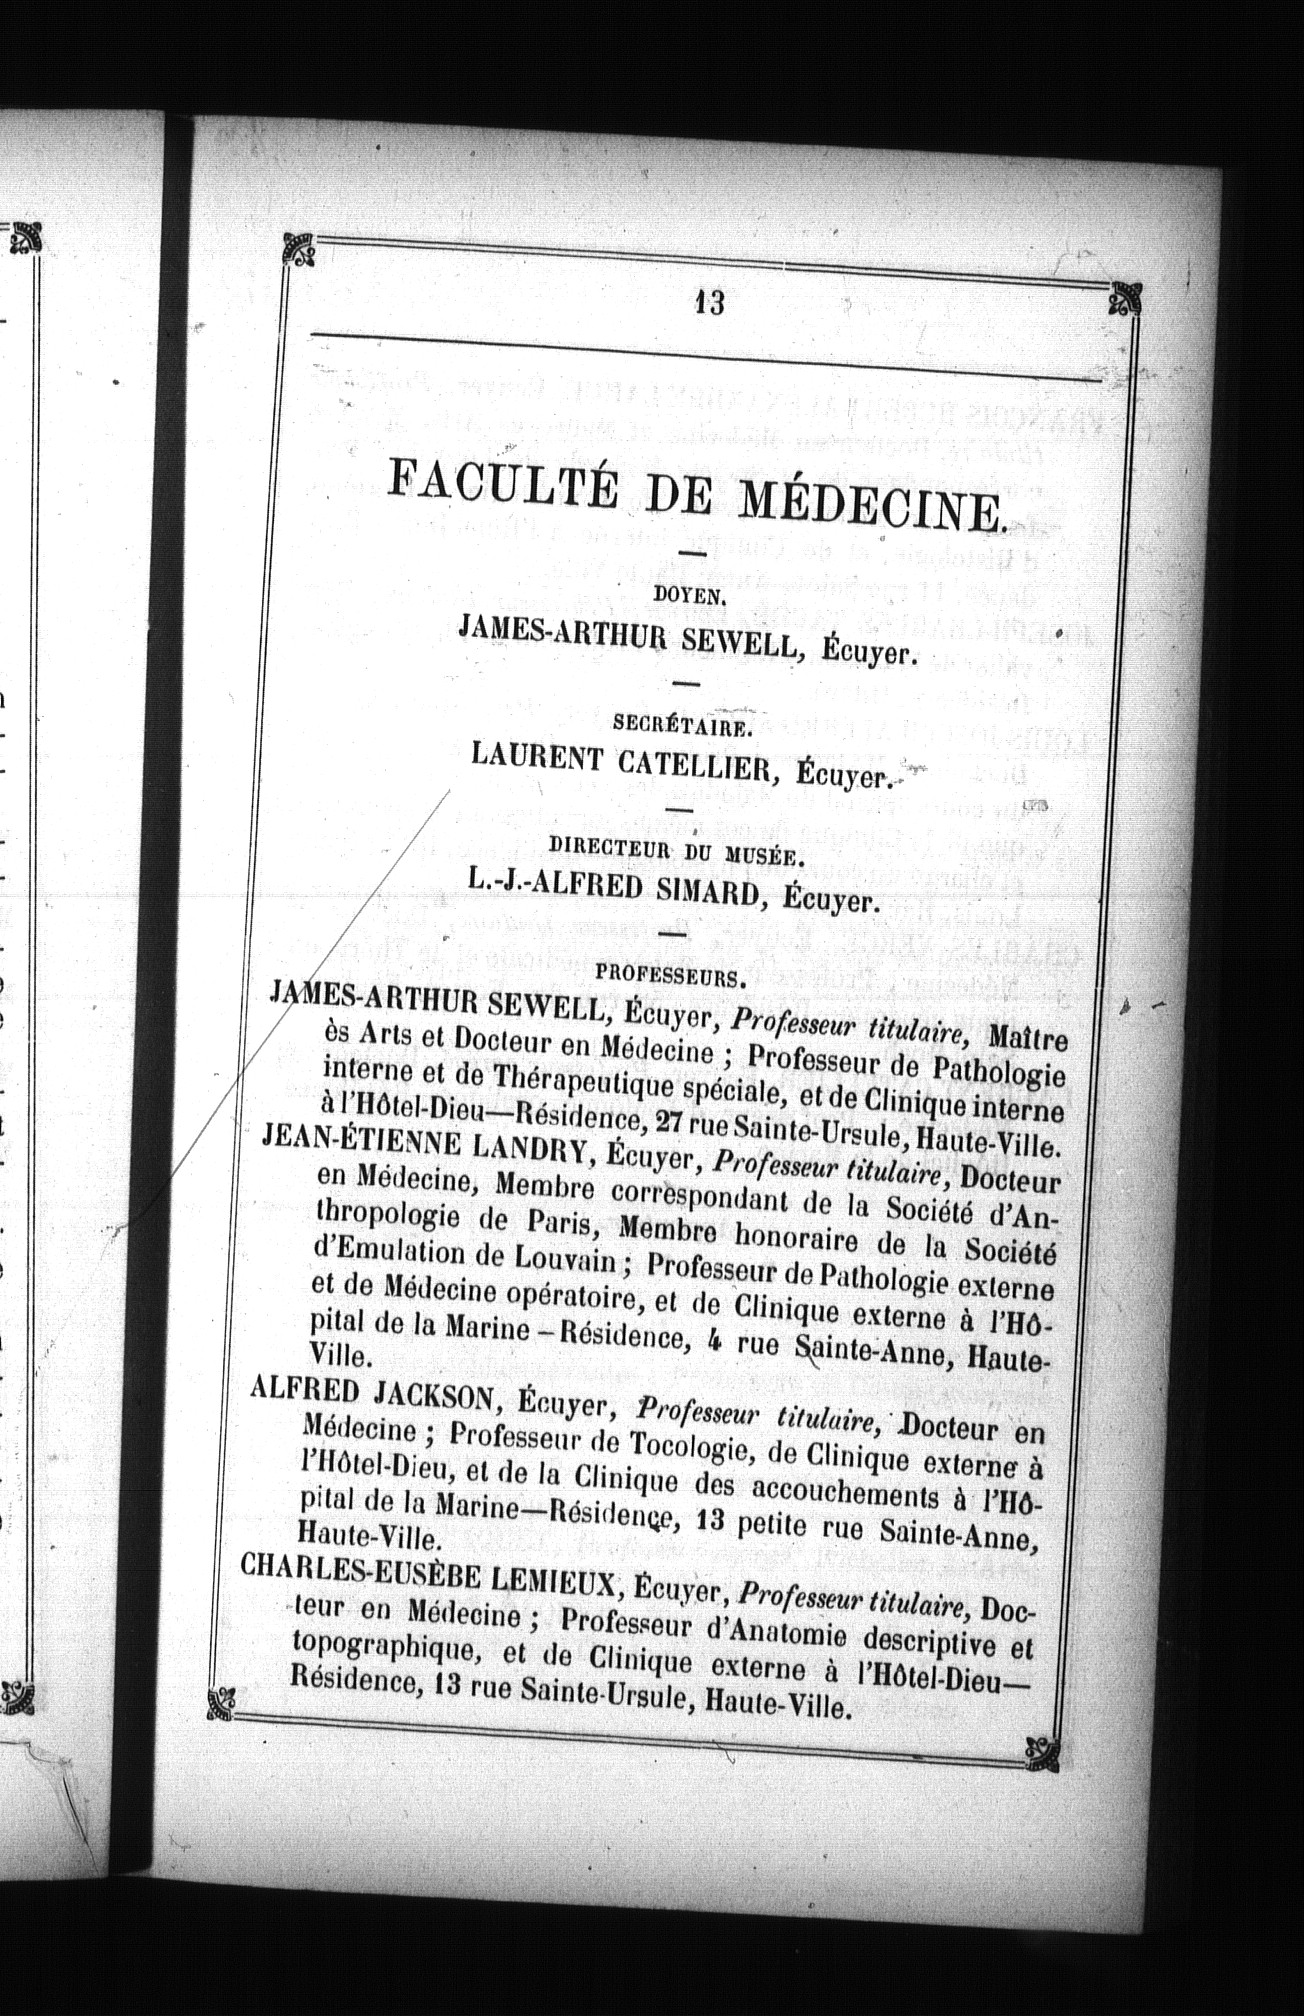 13
FACULTÉ DE MÉDECINE.
DOYEN.
JAMES-ARTHUR SEWELL, Écuyer.
SECRÉTAIRE.
LAURENT CATELLIER, Écuyer.
DIRECTEUR DU MUSÉE.
L.-J.-ALFRED SIMARD, Écuyer.
PROFESSEURS.
JAMES-ARTHUR SEWELL, Écuyer, Professeur titulaire, Maître
ès Arts et Docteur en Médecine ; Professeur de Pathologie
interne et de Thérapeutique spéciale, et de Clinique interne
à l'Hôtel-Dieu—Résidence, 27 rue Sainte-Ursule, Haute-Ville.
JEAN-ÉTIENNE LANDRY, Écuyer, Professeur titulaire, Docteur
en Médecine, Membre correspondant de la Société d'An-
thropologie de Paris, Membre honoraire de la Société
d'Emulation de Louvain ; Professeur de Pathologie externe
et de Médecine opératoire, et de Clinique externe à l'Hô-
pital de la Marine – Résidence, 4 rue Sainte-Anne, Haute-
Ville.
ALFRED JACKSON, Écuyer, Professeur titulaire, Docteur en
Médecine ; Professeur de Tocologie, de Clinique externe à
l'Hôtel-Dieu, et de la Clinique des accouchements à l'Hô-
pital de la Marine—Résidence, 13 petite rue Sainte-Anne,
Haute-Ville.
CHARLES-EUSÈBE LEMIEUX, Écuyer, Professeur titulaire, Doc-
teur en Médecine ; Professeur d'Anatomie descriptive et
topographique, et de Clinique externe à l'Hôtel-Dieu—
Résidence, 13 rue Sainte-Ursule, Haute-Ville.